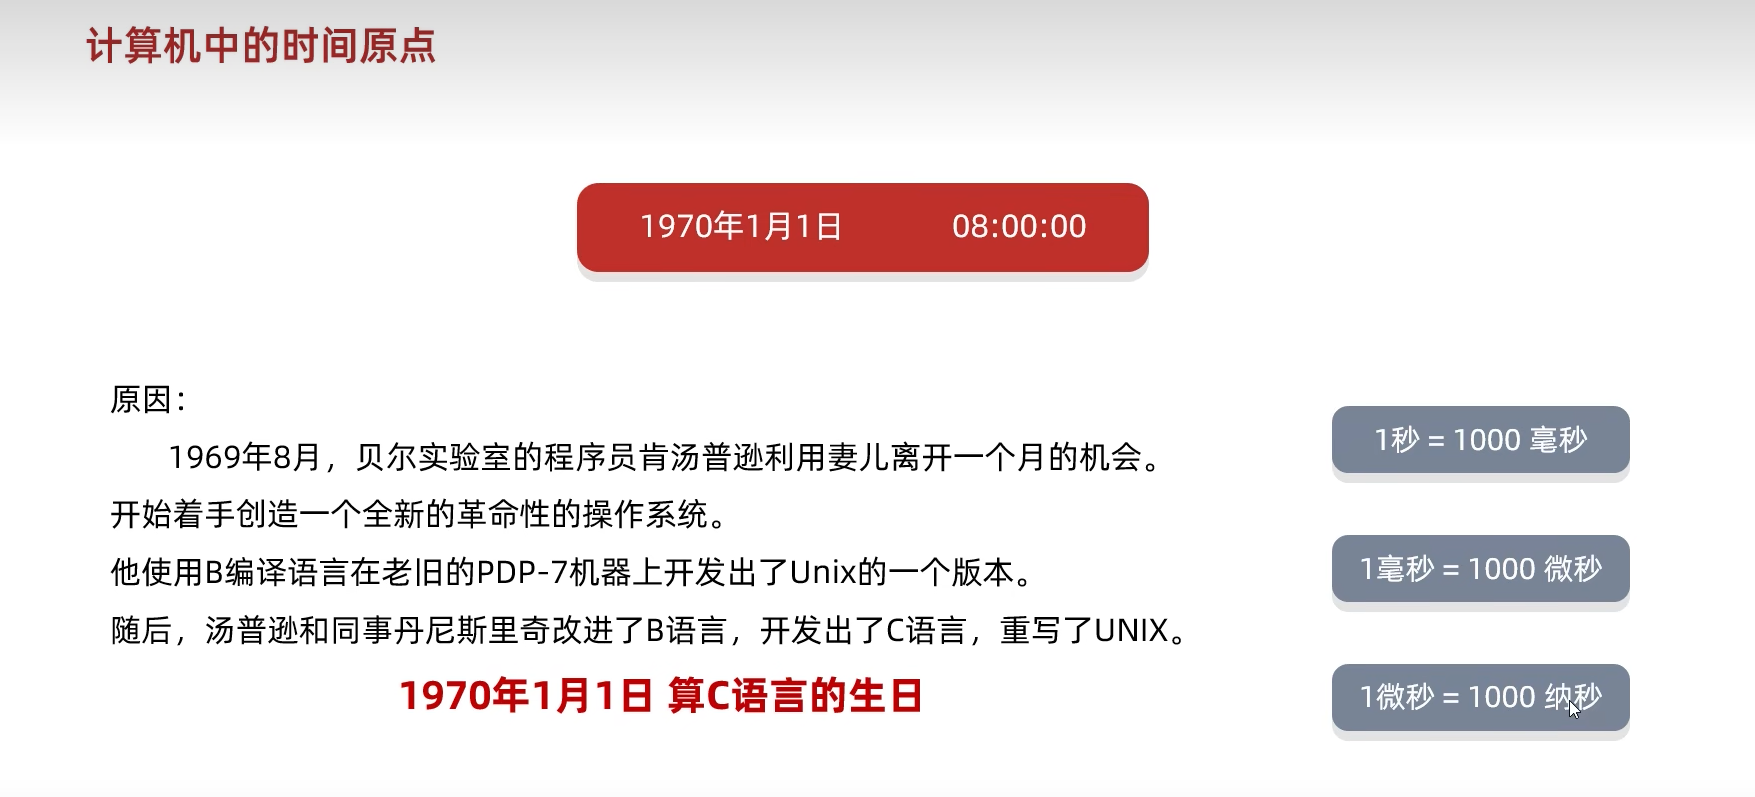 计算机中的时间原点
1970年1月1日 08:00:00
原因：
1969年8月，贝尔实验室的程序员肯汤普逊利用妻儿离开一个月的机会。
开始着手创造一个全新的革命性的操作系统。
他使用B编译语言在老旧的PDP-7机器上开发出了Unix的一个版本。
随后，汤普逊和同事丹尼斯里奇改进了B语言，开发出了C语言，重写了UNIX。
1970年1月1日 算C语言的生日
1秒 = 1000 毫秒
1毫秒 = 1000 微秒
1微秒 = 1000 纳秒